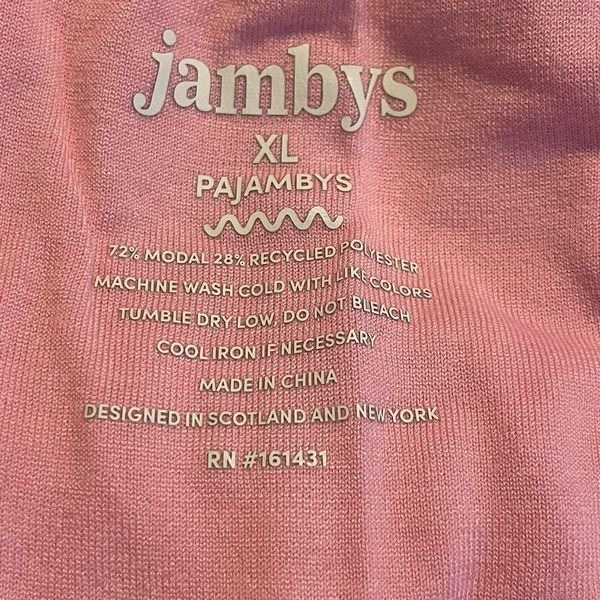 jambys
XL
PAJAMBYS
72% MODAL 28% RECYCLED POLYESTER
MACHINE WASH COLD WITH LIKE COLORS
TUMBLE DRY LOW, DO NOT BLEACH
COOL IRON IF NECESSARY
MADE IN CHINA
DESIGNED IN SCOTLAND AND NEW YORK
RN #161431